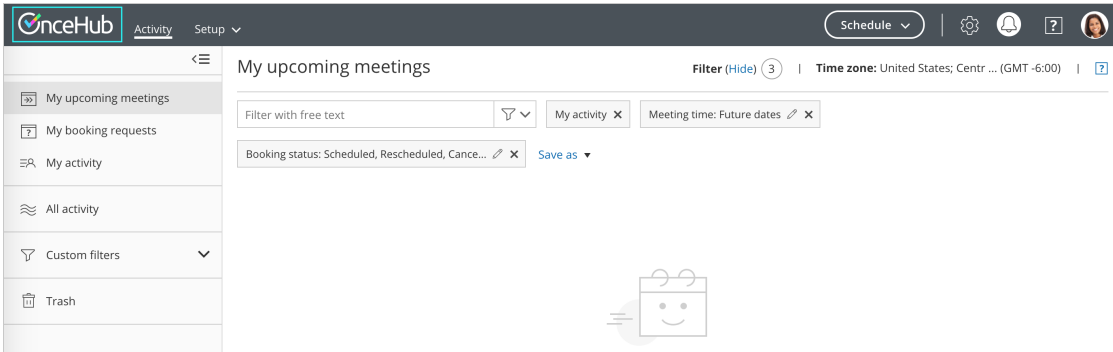 OnceHub Activity Setup Schedule ?
My upcoming meetings Filter (Hide) 3 | Time zone: United States; Centr ... (GMT -6:00) | ?
My upcoming meetings
? My booking requests
My activity
All activity
Custom filters
Trash
Filter with free text My activity Meeting time: Future dates
Booking status: Scheduled, Rescheduled, Cance... Save as